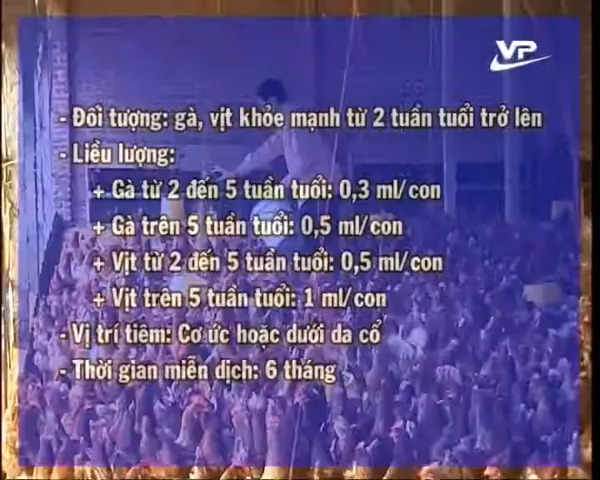 VP
- Đối tượng: gà, vịt khỏe mạnh từ 2 tuần tuổi trở lên
- Liều lượng:
+ Gà từ 2 đến 5 tuần tuổi: 0,3 ml/con
+ Gà trên 5 tuần tuổi: 0,5 ml/con
+ Vịt từ 2 đến 5 tuần tuổi: 0,5 ml/con
+ Vịt trên 5 tuần tuổi: 1 ml/con
- Vị trí tiêm: Cơ ức hoặc dưới da cổ
- Thời gian miễn dịch: 6 tháng